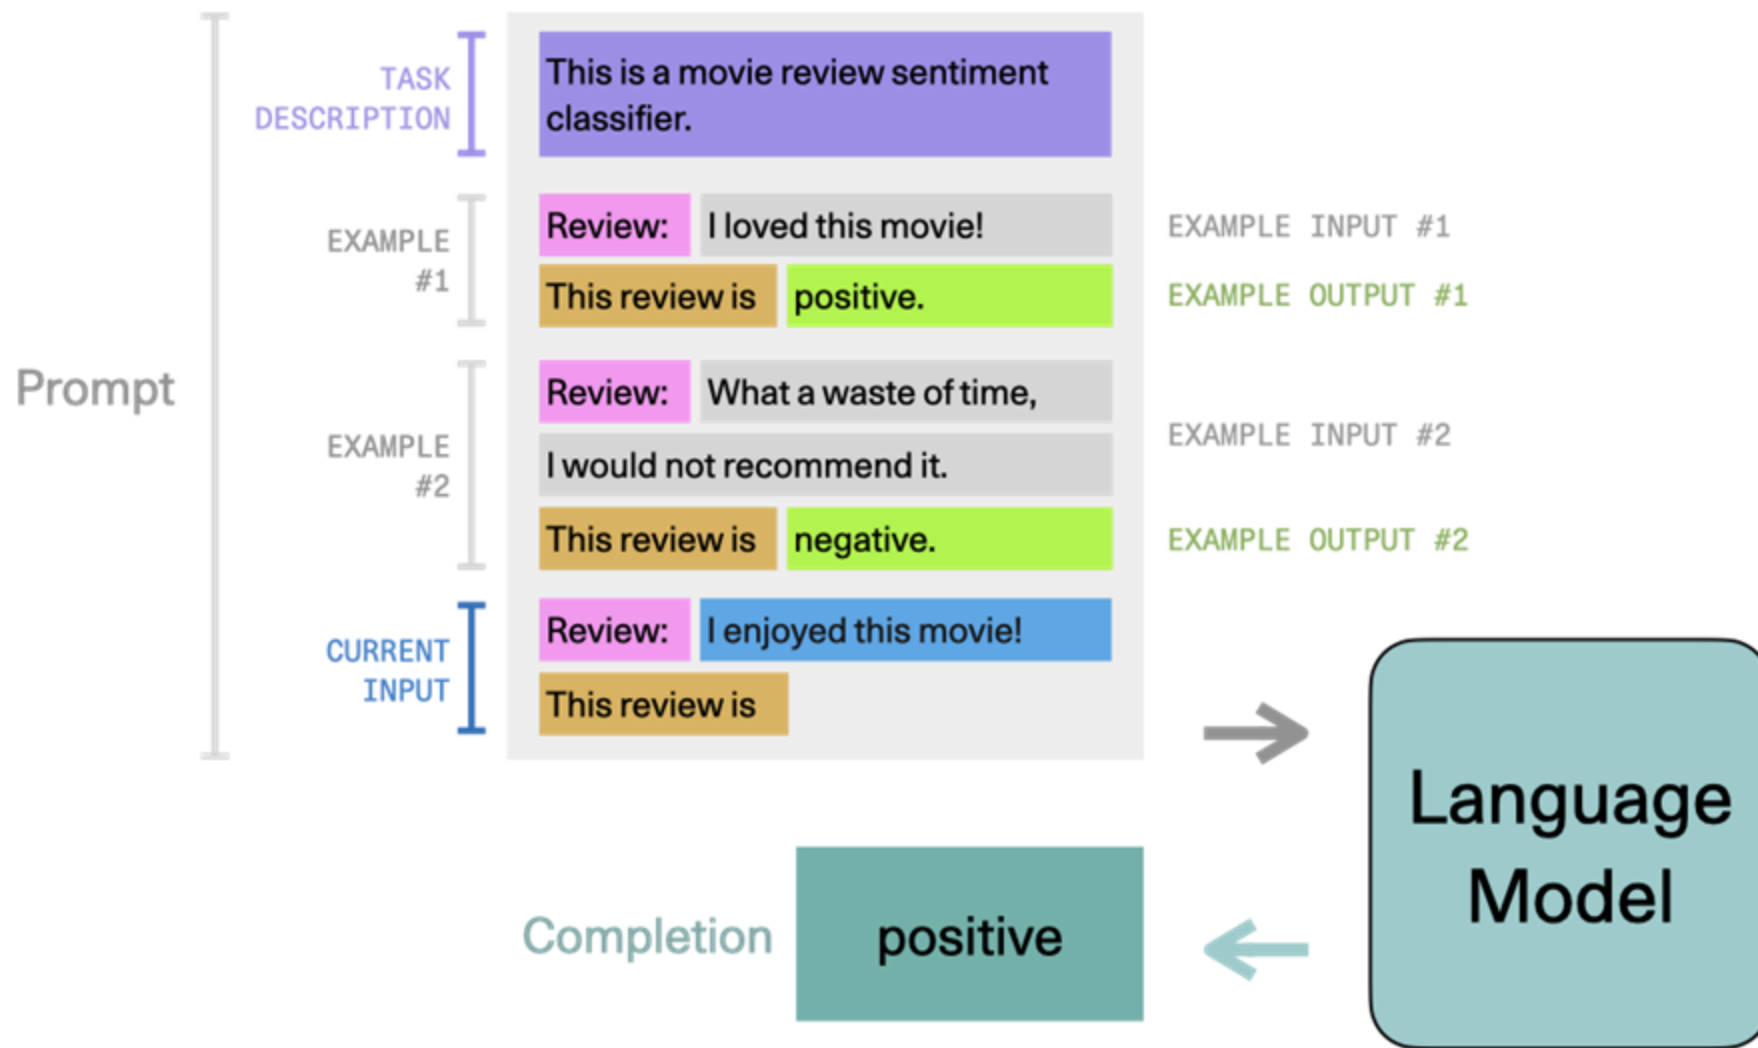 Prompt
TASK
DESCRIPTION
This is a movie review sentiment
classifier.
EXAMPLE
#1
Review: I loved this movie!
EXAMPLE INPUT #1
This review is positive.
EXAMPLE OUTPUT #1
EXAMPLE
#2
Review: What a waste of time,
I would not recommend it.
EXAMPLE INPUT #2
This review is negative.
EXAMPLE OUTPUT #2
CURRENT
INPUT
Review: I enjoyed this movie!
This review is
Language
Model
Completion
positive